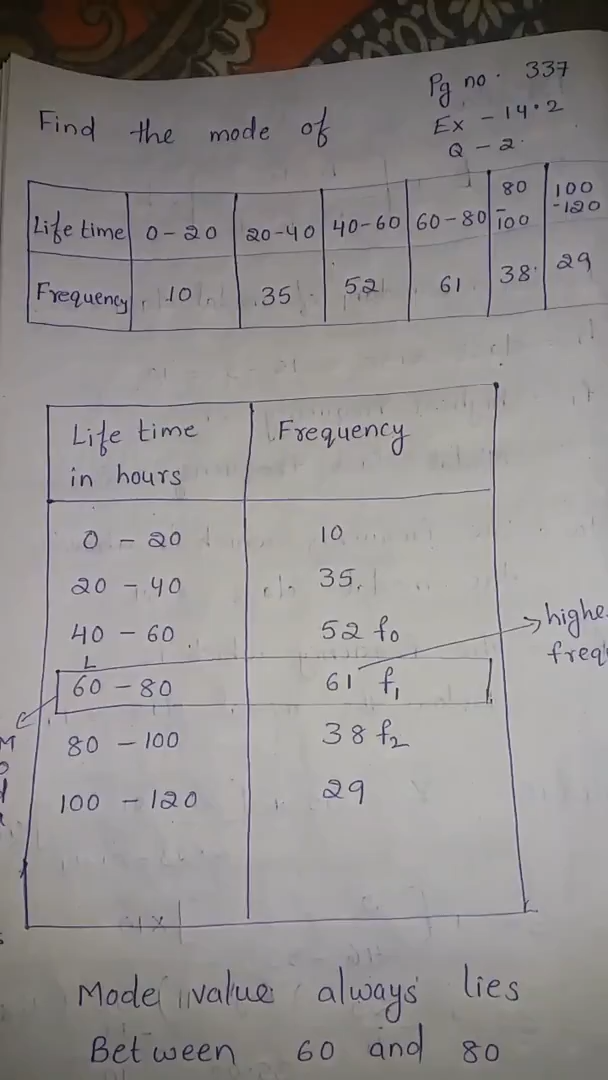 Pg no. 337
Ex - 14.2
Q - 2.
Find the mode of
Life time 0-20 20-40 40-60 60-80 80-100 100-120
Frequency 10 35 52 61 38 29
Life time in hours Frequency
0 - 20 10
20 - 40 35
40 - 60 52 f0
L
60 - 80 61 f1
80 - 100 38 f2
100 - 120 29
Mode value always lies
Between 60 and 80